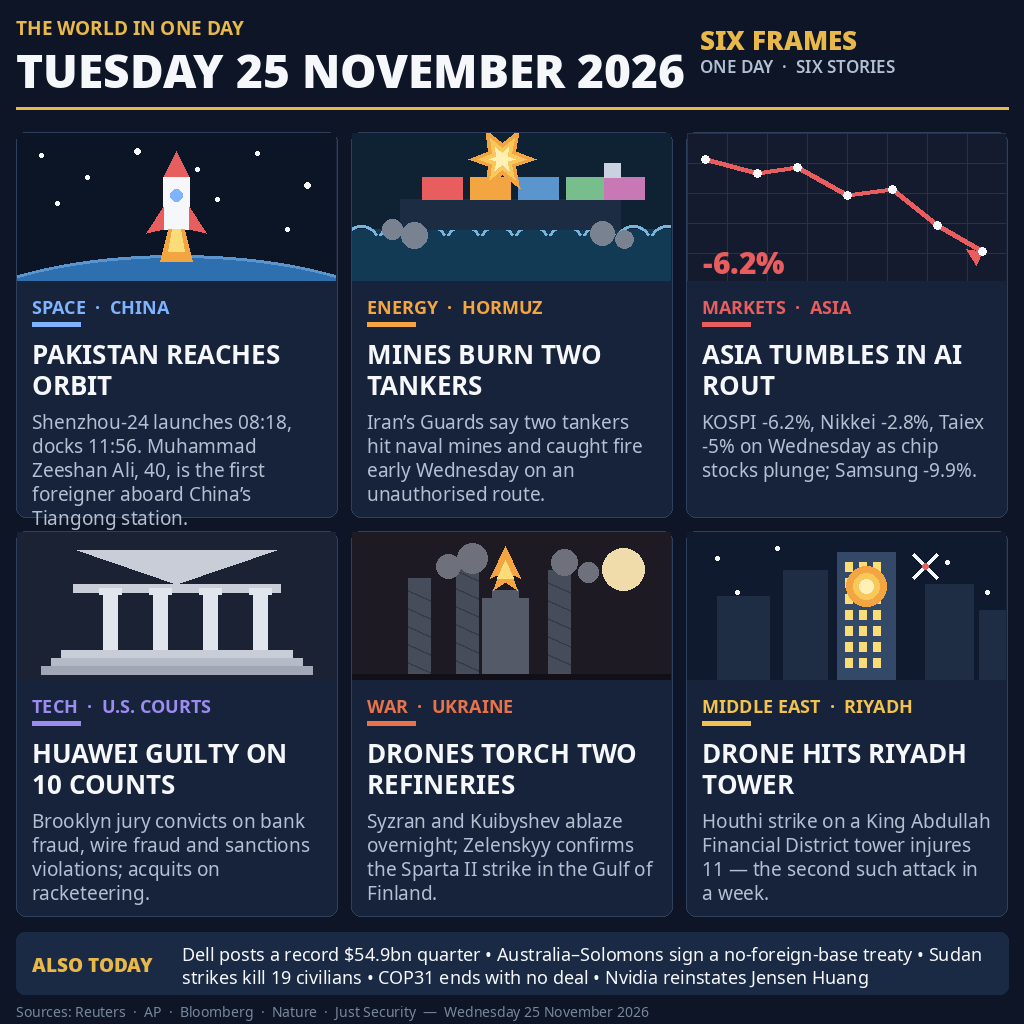 THE WORLD IN ONE DAY
TUESDAY 25 NOVEMBER 2026
SIX FRAMES
ONE DAY · SIX STORIES
-6.2%
SPACE · CHINA
PAKISTAN REACHES
ORBIT
Shenzhou-24 launches 08:18,
docks 11:56. Muhammad
Zeeshan Ali, 40, is the first
foreigner aboard China’s
Tiangong station.
ENERGY · HORMUZ
MINES BURN TWO
TANKERS
Iran’s Guards say two tankers
hit naval mines and caught fire
early Wednesday on an
unauthorised route.
MARKETS · ASIA
ASIA TUMBLES IN AI
ROUT
KOSPI -6.2%, Nikkei -2.8%, Taiex
-5% on Wednesday as chip
stocks plunge; Samsung -9.9%.
TECH · U.S. COURTS
HUAWEI GUILTY ON
10 COUNTS
Brooklyn jury convicts on bank
fraud, wire fraud and sanctions
violations; acquits on
racketeering.
WAR · UKRAINE
DRONES TORCH TWO
REFINERIES
Syzran and Kuibyshev ablaze
overnight; Zelenskyy confirms
the Sparta II strike in the Gulf of
Finland.
MIDDLE EAST · RIYADH
DRONE HITS RIYADH
TOWER
Houthi strike on a King Abdullah
Financial District tower injures
11 — the second such attack in
a week.
ALSO TODAY
Dell posts a record $54.9bn quarter • Australia–Solomons sign a no-foreign-base treaty • Sudan
strikes kill 19 civilians • COP31 ends with no deal • Nvidia reinstates Jensen Huang
Sources: Reuters · AP · Bloomberg · Nature · Just Security — Wednesday 25 November 2026